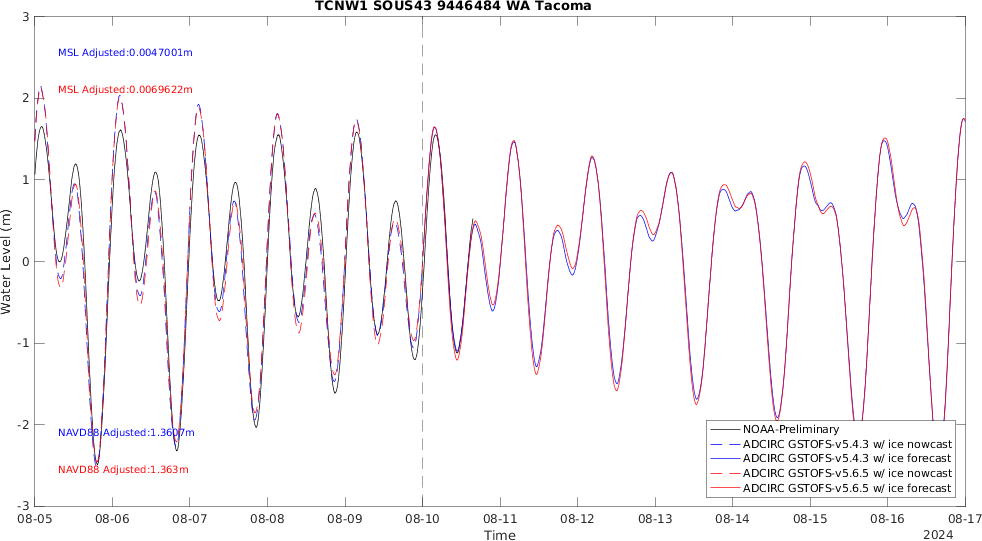 TCNW1 SOUS43 9446484 WA Tacoma
3
2
1
0
-1
-2
-3
Water Level (m)
MSL Adjusted:0.0047001m
MSL Adjusted:0.0069622m
NAVD88 Adjusted:1.3607m
NAVD88 Adjusted:1.363m
NOAA-Preliminary
ADCIRC GSTOFS-v5.4.3 w/ ice nowcast
ADCIRC GSTOFS-v5.4.3 w/ ice forecast
ADCIRC GSTOFS-v5.6.5 w/ ice nowcast
ADCIRC GSTOFS-v5.6.5 w/ ice forecast
08-05 08-06 08-07 08-08 08-09 08-10 08-11 08-12 08-13 08-14 08-15 08-16 08-17
Time
2024